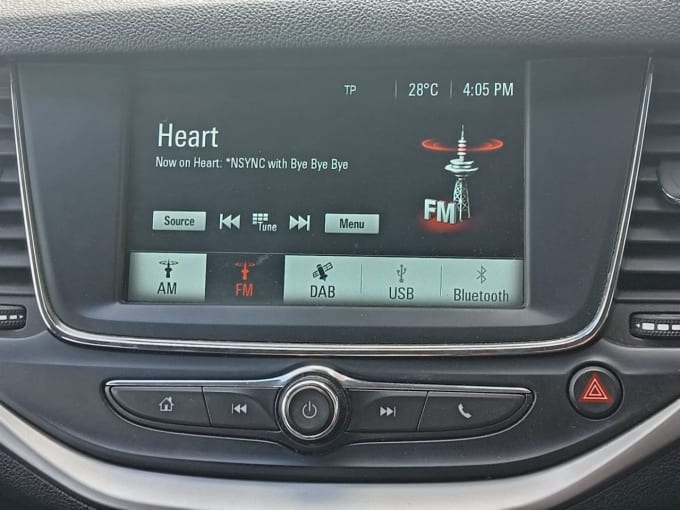 TP 28°C 4:05 PM
Heart
Now on Heart: *NSYNC with Bye Bye Bye
FM
Source Tune Menu
AM FM DAB USB Bluetooth